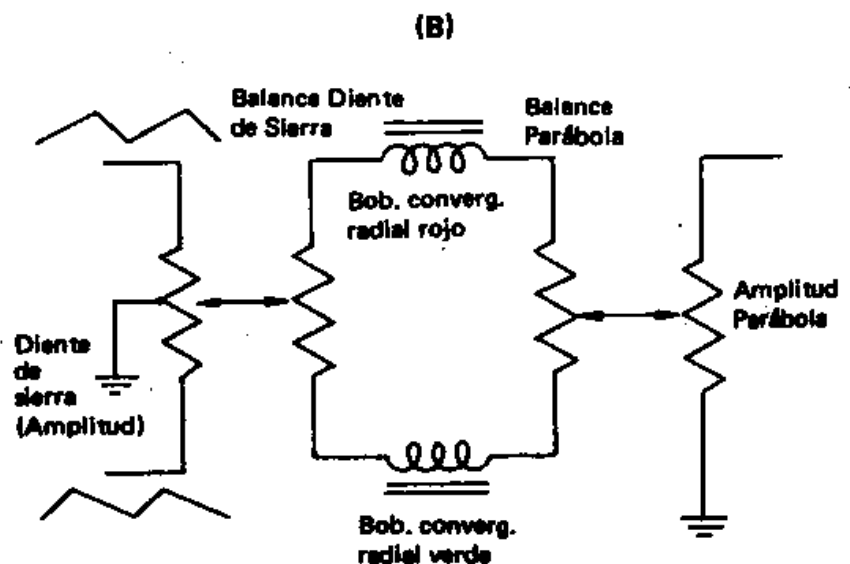 (B)
Balance Diente
de Sierra
Balance
Parábola
Bob. converg.
radial rojo
Diente
de
sierra
(Amplitud)
Amplitud
Parábola
Bob. converg.
radial verde